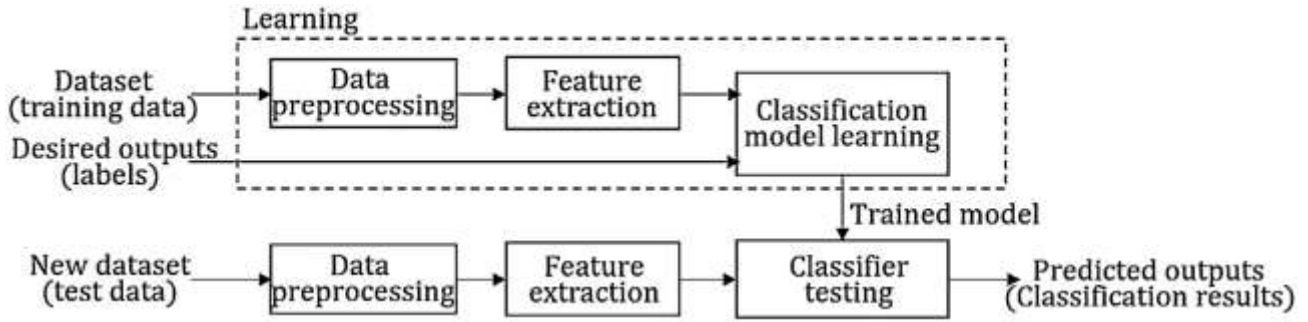 Learning
Dataset
(training data)
Data
preprocessing
Feature
extraction
Classification
model learning
Desired outputs
(labels)
Trained model
New dataset
(test data)
Data
preprocessing
Feature
extraction
Classifier
testing
Predicted outputs
(Classification results)